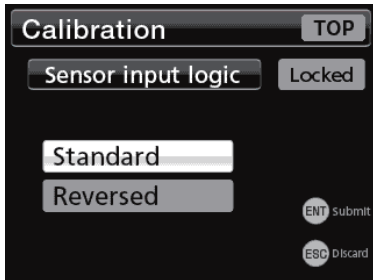 Calibration TOP
Sensor input logic Locked
Standard
Reversed
ENT Submit
ESC Discard